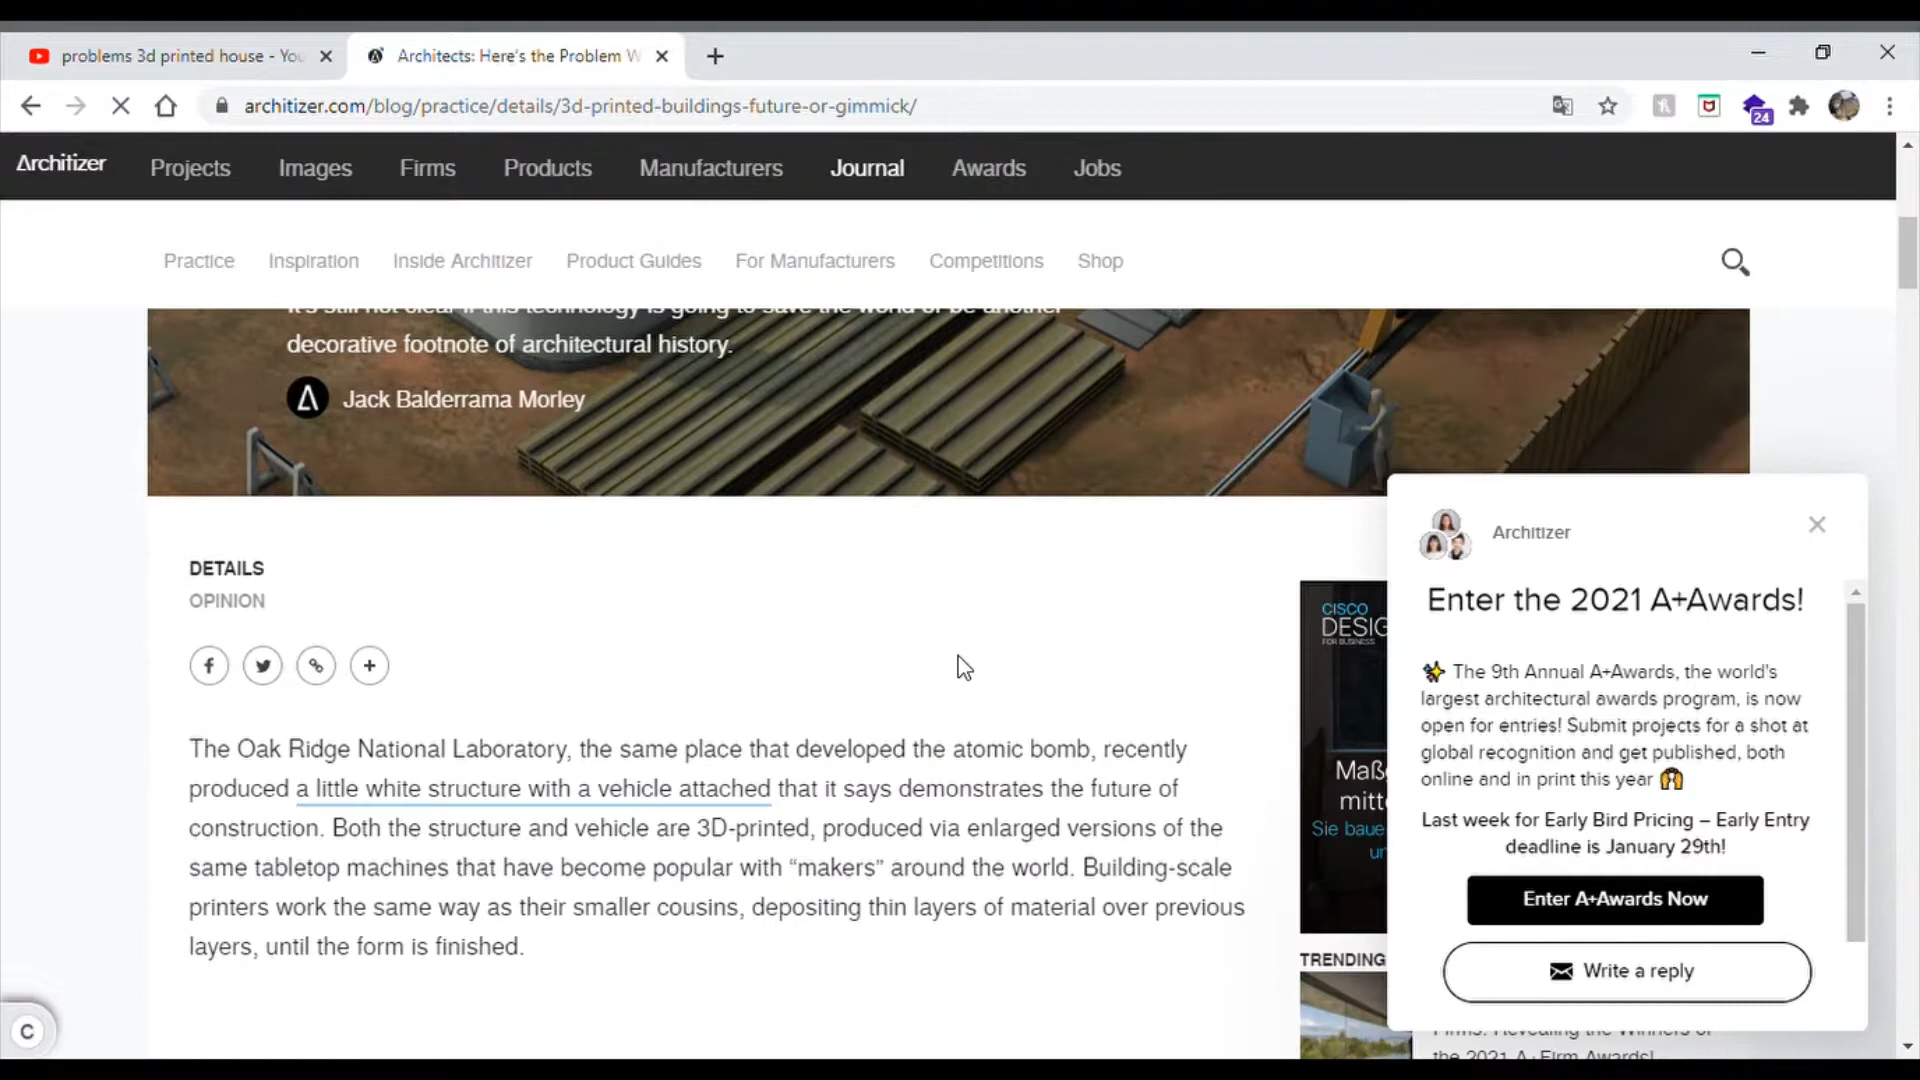 problems 3d printed house - You
Architects: Here's the Problem W
architizer.com/blog/practice/details/3d-printed-buildings-future-or-gimmick/
24
Architizer
Projects
Images
Firms
Products
Manufacturers
Journal
Awards
Jobs
Practice
Inspiration
Inside Architizer
Product Guides
For Manufacturers
Competitions
Shop
It's still not clear if this technology is going to save the world or be another
decorative footnote of architectural history.
Jack Balderrama Morley
DETAILS
OPINION
The Oak Ridge National Laboratory, the same place that developed the atomic bomb, recently
produced a little white structure with a vehicle attached that it says demonstrates the future of
construction. Both the structure and vehicle are 3D-printed, produced via enlarged versions of the
same tabletop machines that have become popular with “makers” around the world. Building-scale
printers work the same way as their smaller cousins, depositing thin layers of material over previous
layers, until the form is finished.
C
CISCO
DESIG
FOR BUSINESS
Maß
mitt
Sie baue
un
TRENDING
Architizer
Enter the 2021 A+Awards!
✨ The 9th Annual A+Awards, the world's
largest architectural awards program, is now
open for entries! Submit projects for a shot at
global recognition and get published, both
online and in print this year 🙌
Last week for Early Bird Pricing – Early Entry
deadline is January 29th!
Enter A+Awards Now
Write a reply
Firms: Revealing the Winners of
the 2021 A+Firm Awards!